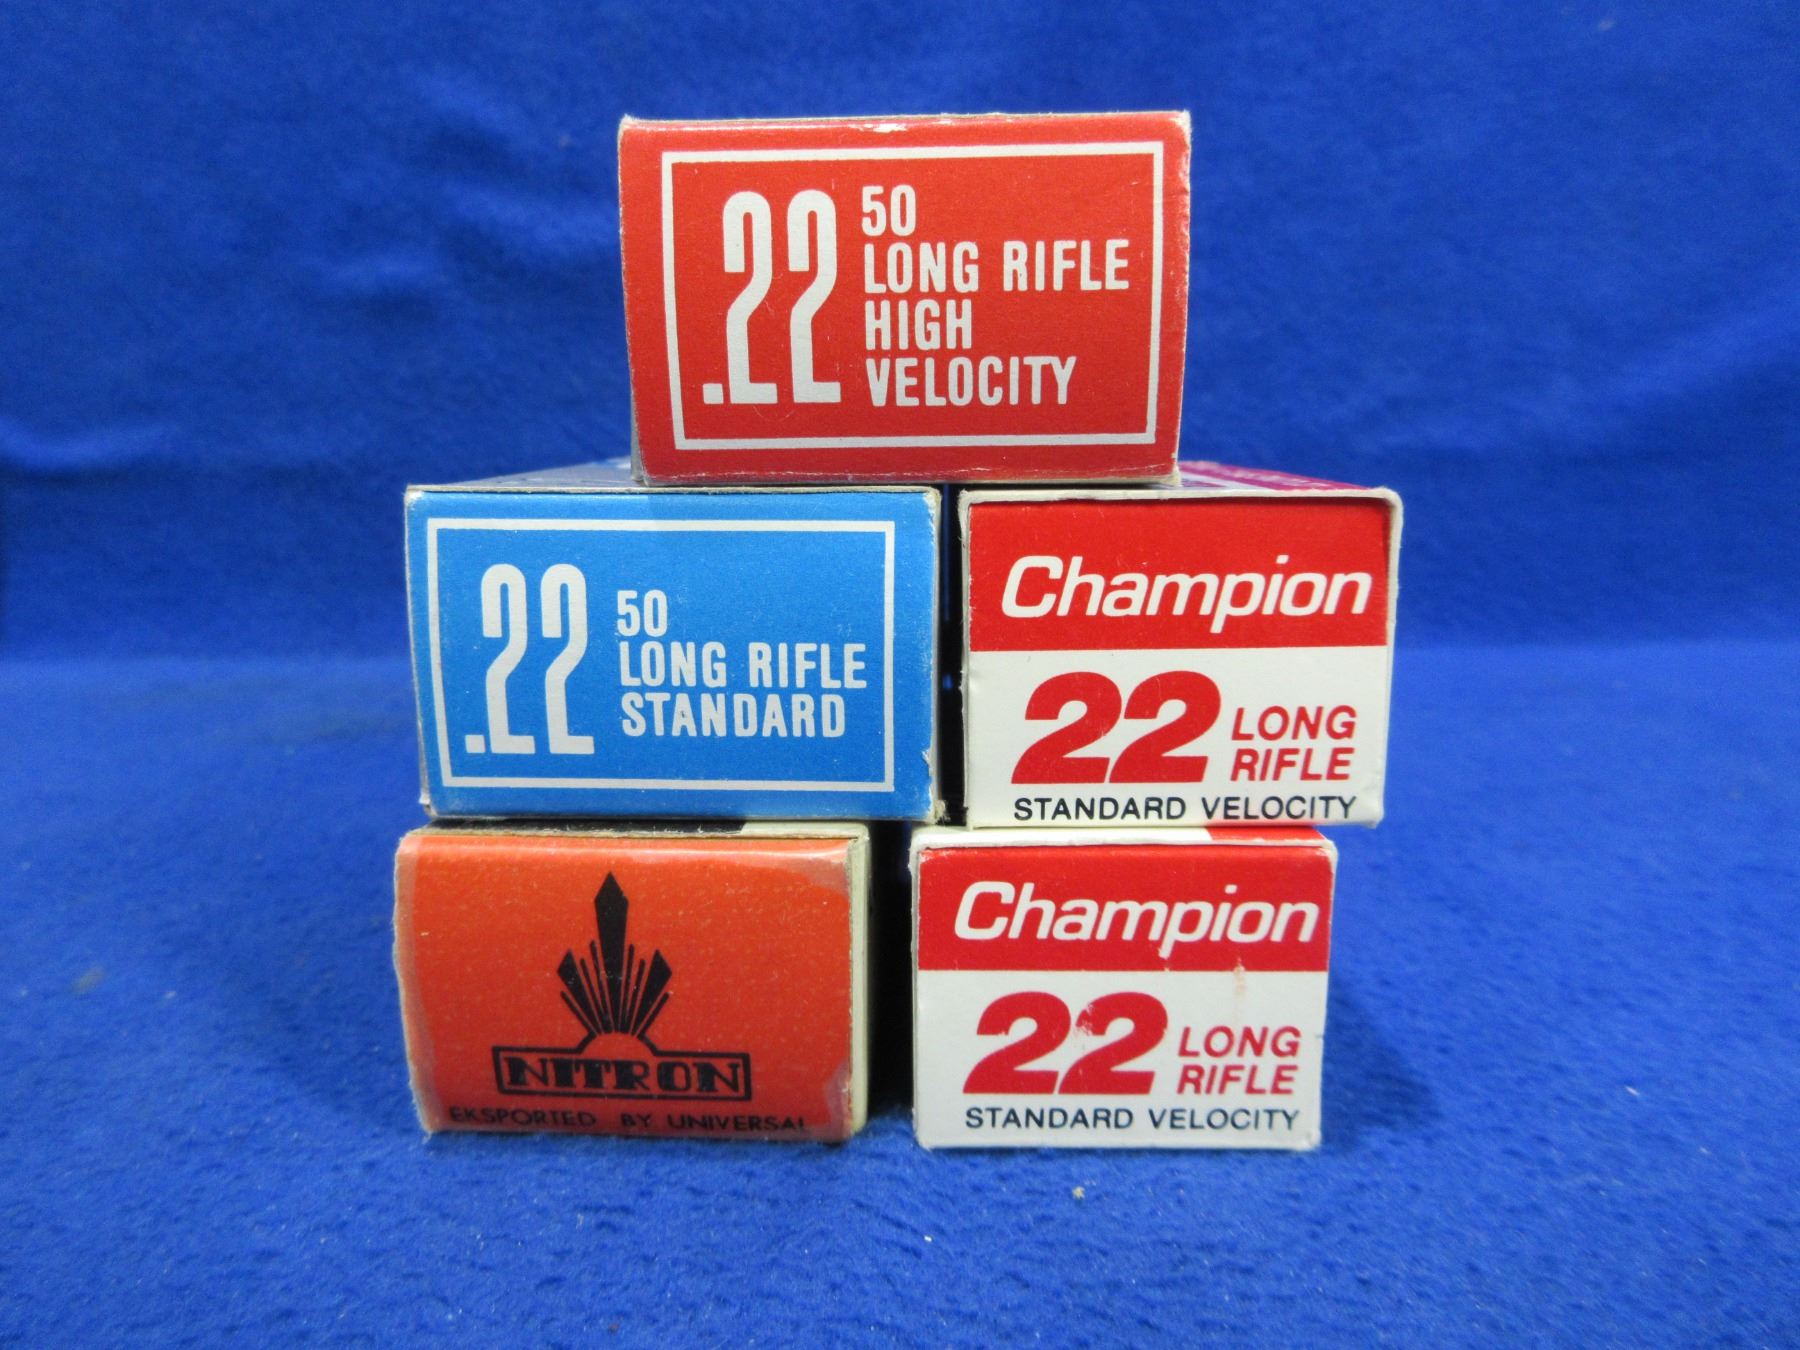 .22
50
LONG RIFLE
HIGH
VELOCITY
.22
50
LONG RIFLE
STANDARD
Champion
22
LONG
RIFLE
STANDARD VELOCITY
NITRON
EKSPORTED BY UNIVERSAL
Champion
22
LONG
RIFLE
STANDARD VELOCITY